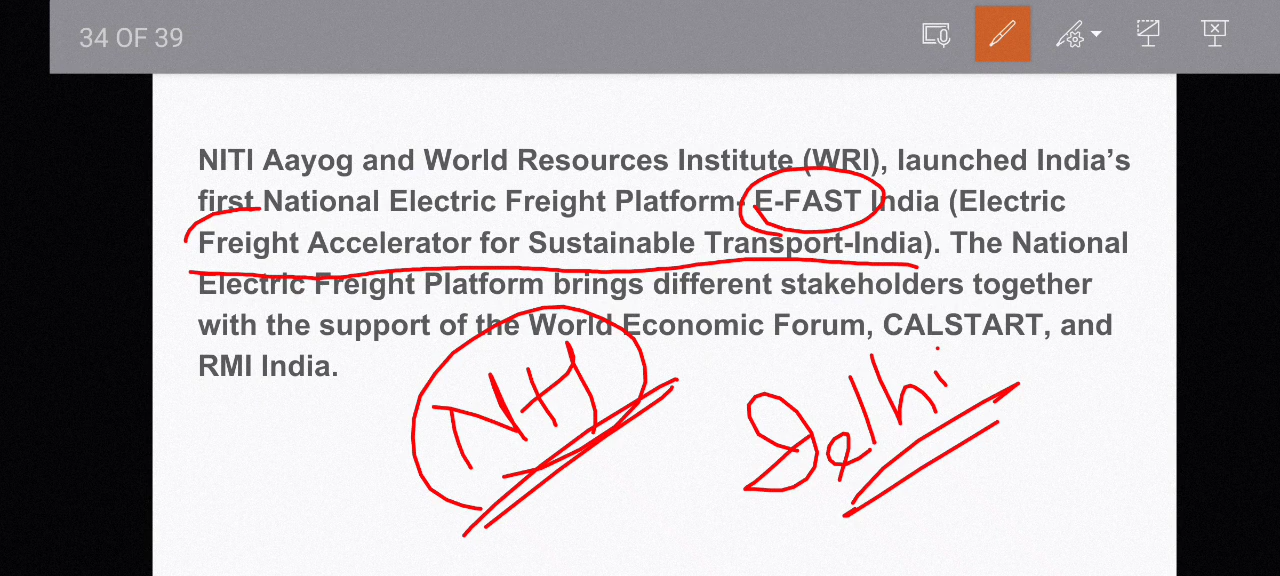 34 OF 39
NITI Aayog and World Resources Institute (WRI), launched India’s
first National Electric Freight Platform- E-FAST India (Electric
Freight Accelerator for Sustainable Transport-India). The National
Electric Freight Platform brings different stakeholders together
with the support of the World Economic Forum, CALSTART, and
RMI India.
NH
Delhi